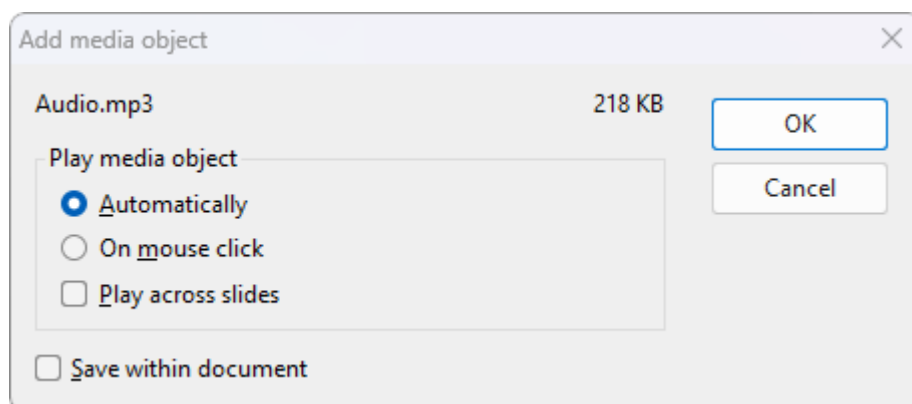 Add media object
Audio.mp3 218 KB
OK
Play media object
Automatically
Cancel
On mouse click
Play across slides
Save within document